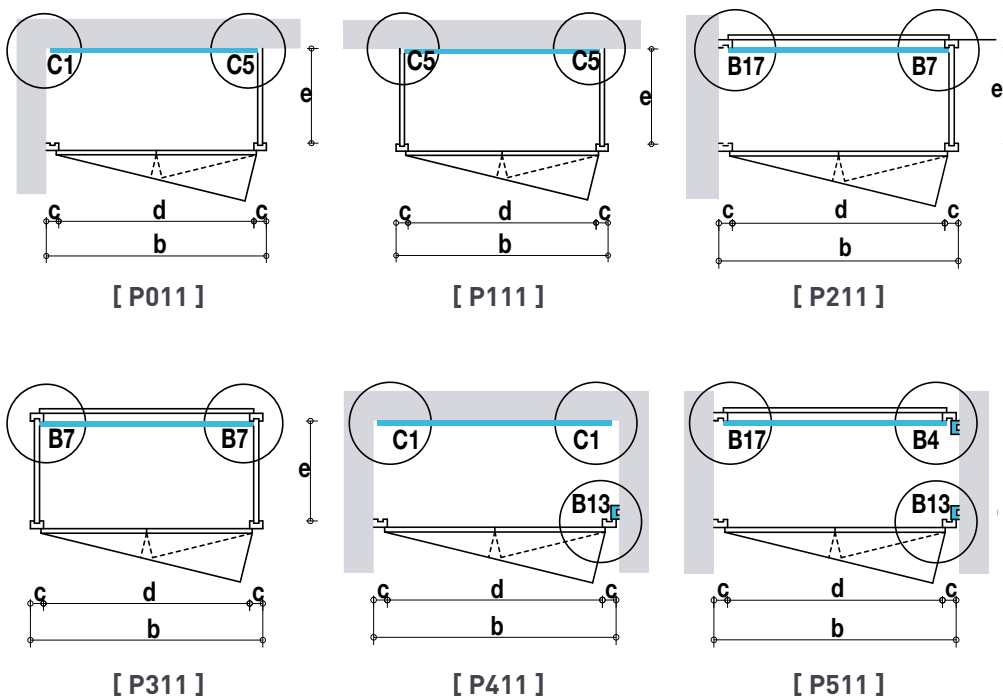 C1 C5
e
c d c
b
[ P011 ]
C5 C5
e
c d c
b
[ P111 ]
B17 B7
e
c d c
b
[ P211 ]
B7 B7
e
c d c
b
[ P311 ]
C1 C1
B13
c d c
b
[ P411 ]
B17 B4
B13
c d c
b
[ P511 ]